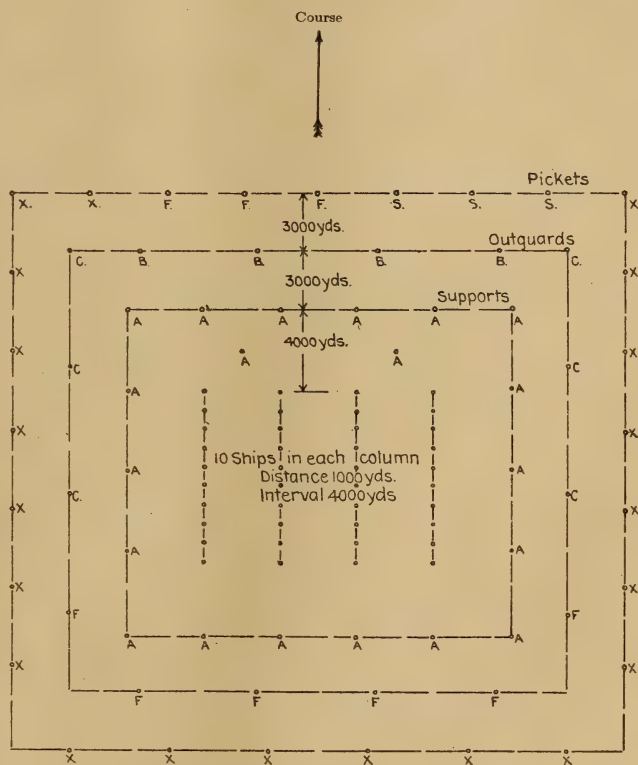 Course
Pickets
X. X. F. F. F. S. S. S. X
3000yds.
Outguards
C. B. B. B. B. C.
X X
3000yds.
Supports
A A A A A A
4000yds.
X A A X
C C
A A
X X
10 Ships in each column
Distance 1000yds.
A A
Interval 4000yds
C. C
X X
A A
X X
F F
A A A A A A
X X
F F F F
X X X X X X